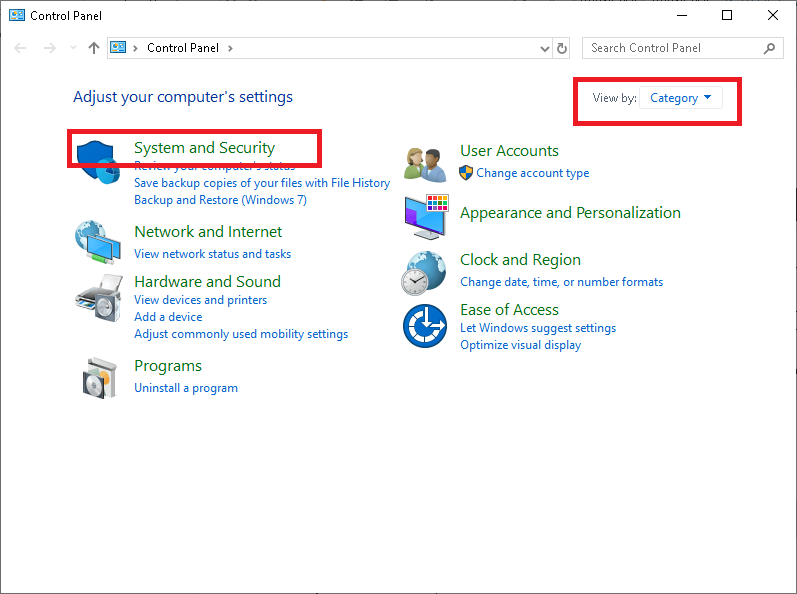 Control Panel
Control Panel
Search Control Panel
Adjust your computer's settings
View by: Category
System and Security
Review your computer's status
Save backup copies of your files with File History
Backup and Restore (Windows 7)
Network and Internet
View network status and tasks
Hardware and Sound
View devices and printers
Add a device
Adjust commonly used mobility settings
Programs
Uninstall a program
User Accounts
Change account type
Appearance and Personalization
Clock and Region
Change date, time, or number formats
Ease of Access
Let Windows suggest settings
Optimize visual display